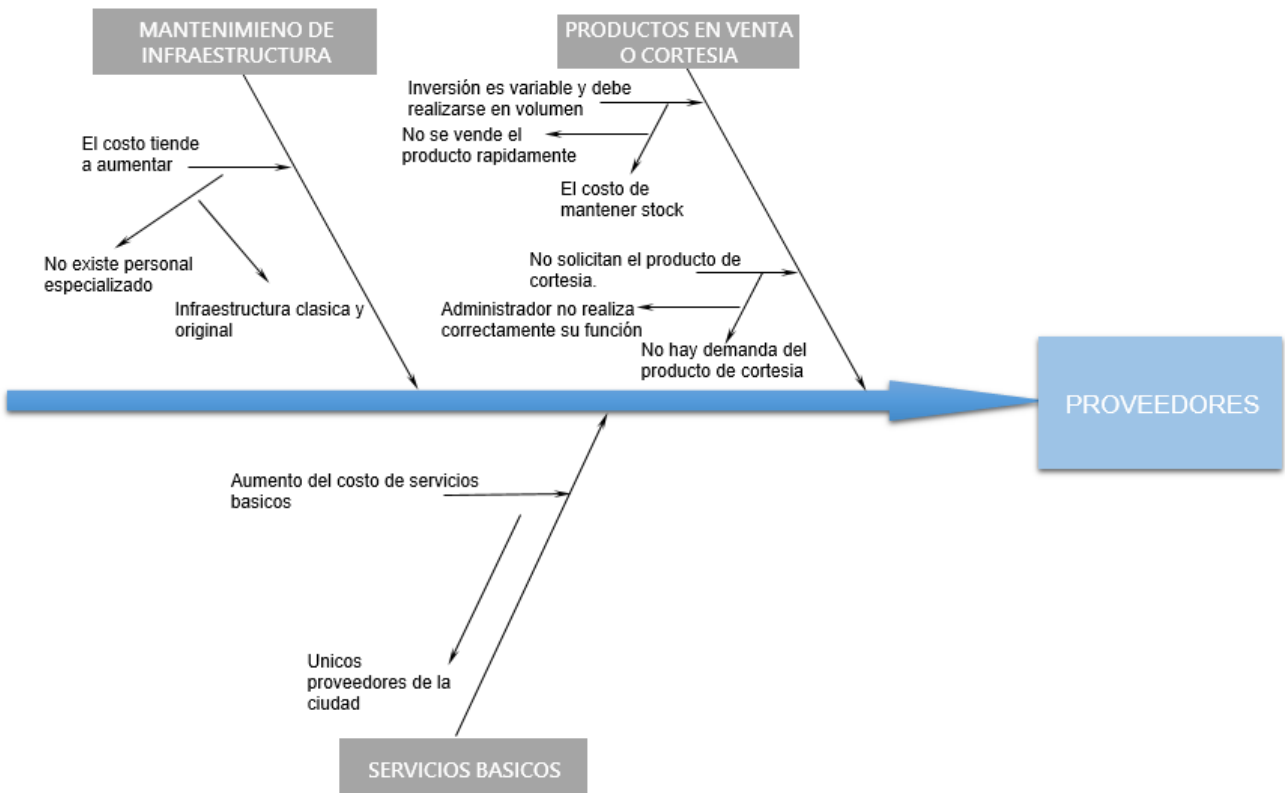 MANTENIMIENO DE
INFRAESTRUCTURA
El costo tiende
a aumentar
No existe personal
especializado
Infraestructura clasica y
original
PRODUCTOS EN VENTA
O CORTESIA
Inversión es variable y debe
realizarse en volumen
No se vende el
producto rapidamente
El costo de
mantener stock
No solicitan el producto de
cortesia.
Administrador no realiza
correctamente su función
No hay demanda del
producto de cortesia
PROVEEDORES
Aumento del costo de servicios
basicos
Unicos
proveedores de la
ciudad
SERVICIOS BASICOS